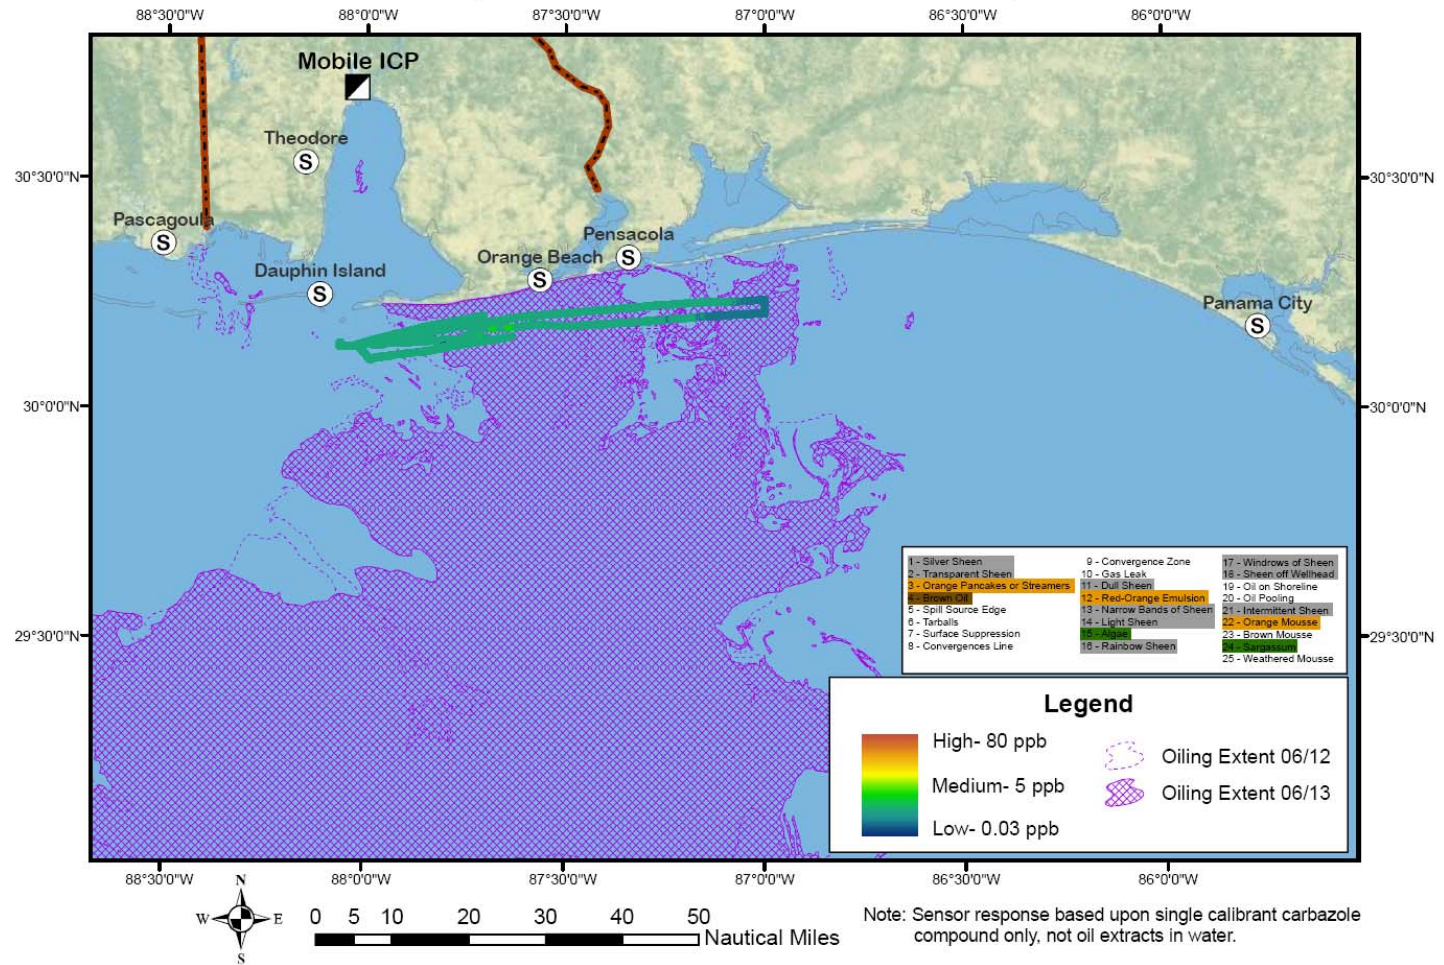 88°30'0"W 88°0'0"W 87°30'0"W 87°0'0"W 86°30'0"W 86°0'0"W
Mobile ICP
Theodore
S
30°30'0"N 30°30'0"N
Pascagoula
S
Pensacola
S
Orange Beach
S
Dauphin Island
S
Panama City
S
30°0'0"N 30°0'0"N
29°30'0"N 29°30'0"N
1 - Silver Sheen
2 - Transparent Sheen
3 - Orange Pancakes or Streamers
4 - Brown Oil
5 - Spill Source Edge
6 - Tarballs
7 - Surface Suppression
8 - Convergences Line
9 - Convergence Zone
10 - Gas Leak
11 - Dull Sheen
12 - Red-Orange Emulsion
13 - Narrow Bands of Sheen
14 - Light Sheen
15 - Algae
16 - Rainbow Sheen
17 - Windrows of Sheen
18 - Sheen off Wellhead
19 - Oil on Shoreline
20 - Oil Pooling
21 - Intermittent Sheen
22 - Orange Mousse
23 - Brown Mousse
24 - Sargassum
25 - Weathered Mousse
Legend
High- 80 ppb
Medium- 5 ppb
Low- 0.03 ppb
Oiling Extent 06/12
Oiling Extent 06/13
88°30'0"W 88°0'0"W 87°30'0"W 87°0'0"W 86°30'0"W 86°0'0"W
N
W E
S
0 5 10 20 30 40 50
Nautical Miles
Note: Sensor response based upon single calibrant carbazole
compound only, not oil extracts in water.